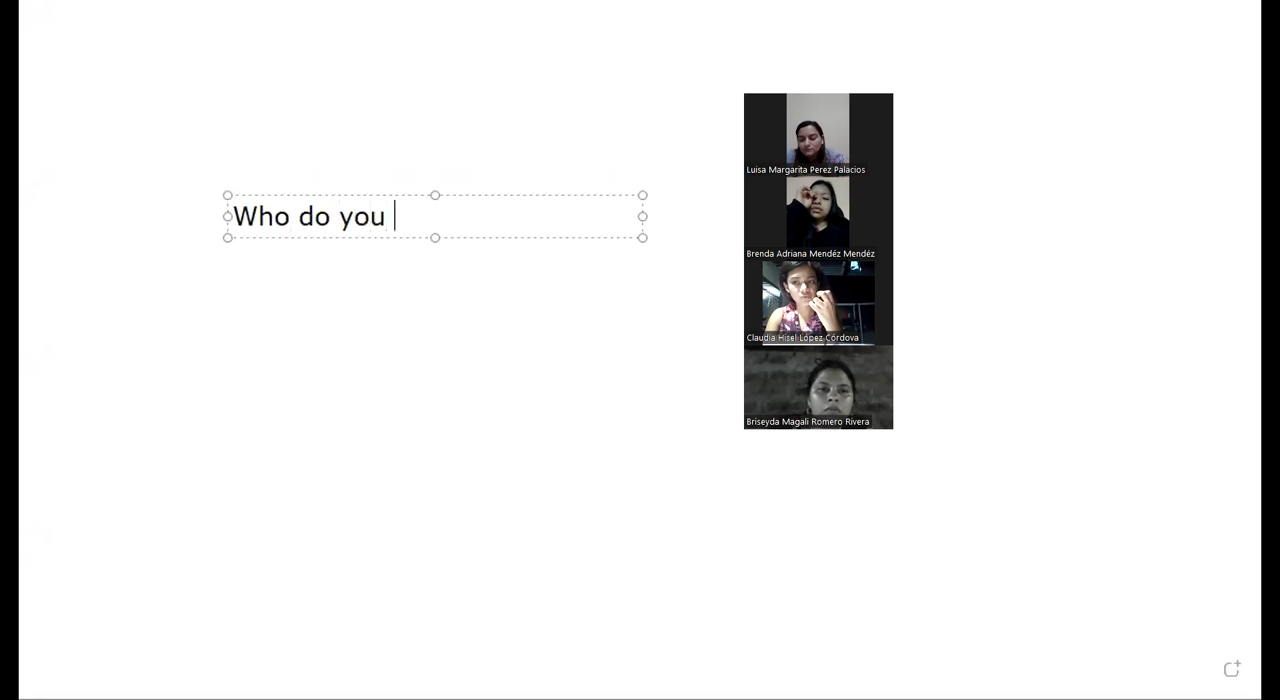 Who do you
Luisa Margarita Perez Palacios
Brenda Adriana Mendéz Mendéz
Claudia Hisel López Córdova
Briseyda Magali Romero Rivera